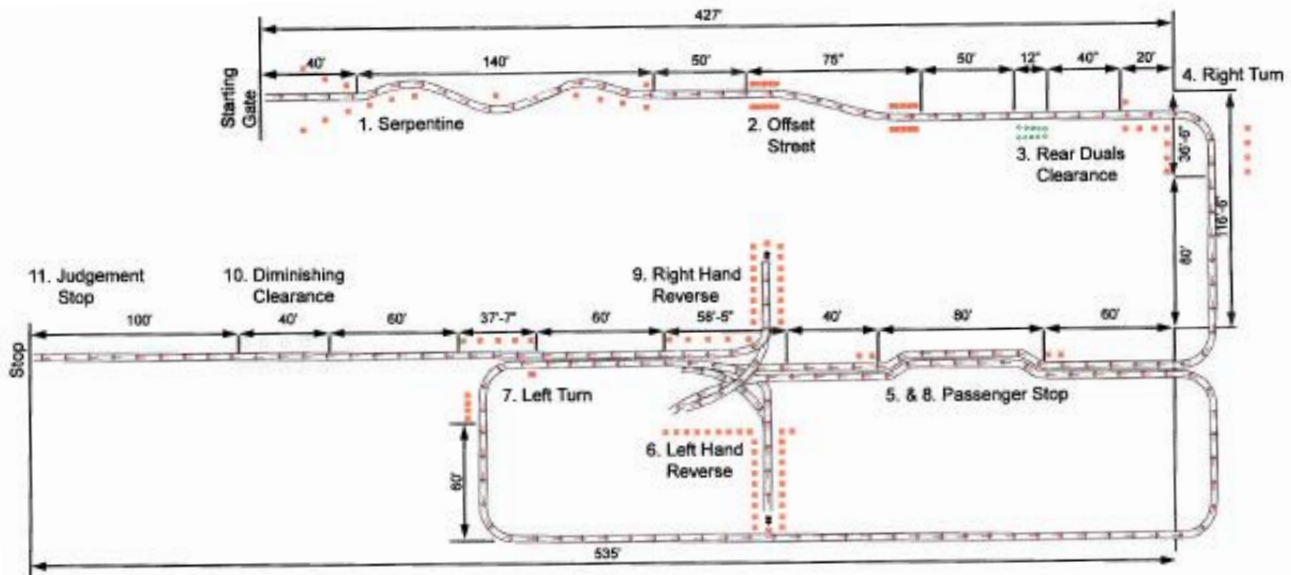 427'
40'
140'
50'
75"
50'
12"
40"
20'
4. Right Turn
Starting
Gate
1. Serpentine
2. Offset
Street
3. Rear Duals
Clearance
36'-6"
116'-6"
80'
11. Judgement
Stop
10. Diminishing
Clearance
9. Right Hand
Reverse
100'
40'
60'
37'-7"
60'
56'-5"
40'
80'
60'
Stop
7. Left Turn
5. & 8. Passenger Stop
6. Left Hand
Reverse
60'
535'